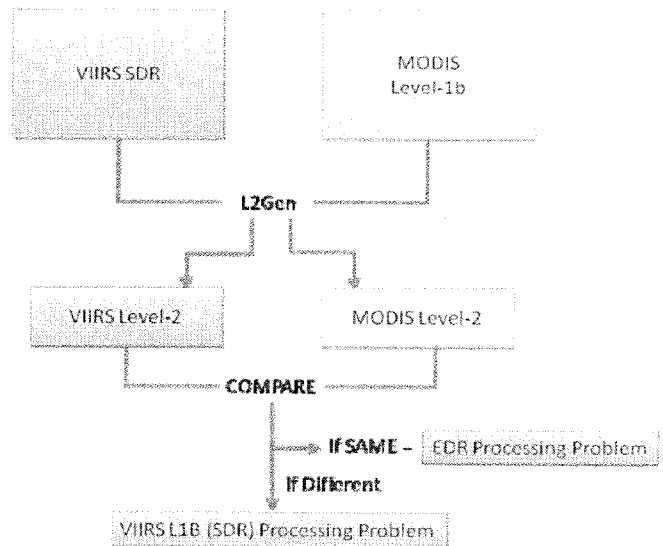 VIIRS SDR
MODIS
Level-1b
L2Gen
VIIRS Level-2
MODIS Level-2
COMPARE
If SAME – EDR Processing Problem
If Different
VIIRS L1B (SDR) Processing Problem